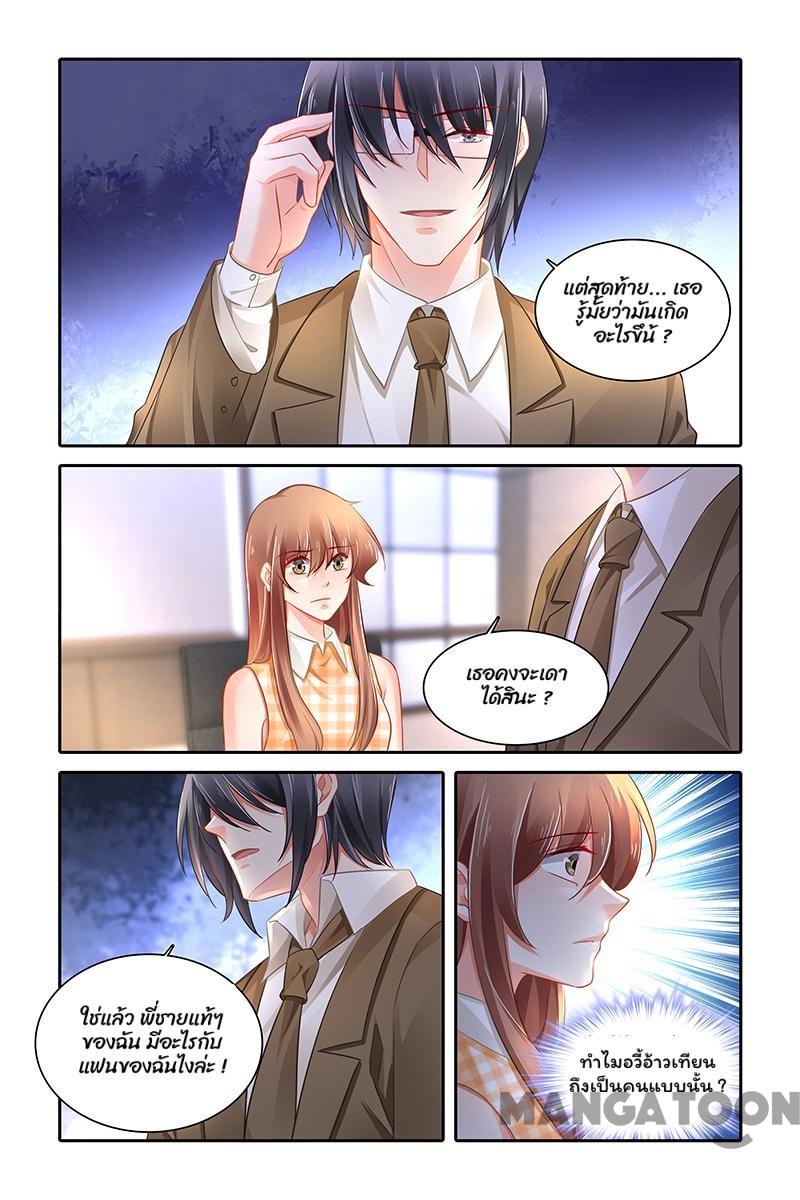 แต่สุดท้าย... เธอ
รู้มั้ยว่ามันเกิด
อะไรขึ้น ?
เธอคงจะเดา
ได้สินะ ?
ใช่แล้ว พี่ชายแท้ๆ
ของฉัน มีอะไรกับ
แฟนของฉันไงล่ะ !
ทำไมอวี้อ้าวเทียน
ถึงเป็นคนแบบนั้น ?
MANGATOON